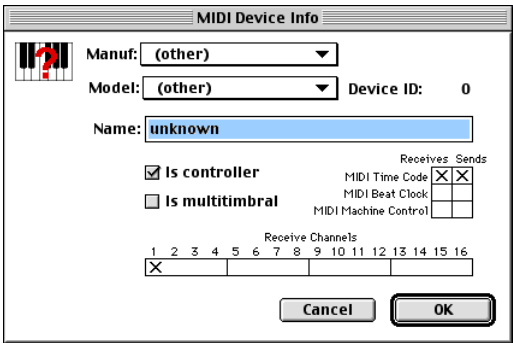 MIDI Device Info
Manuf: (other)
Model: (other) Device ID: 0
Name: unknown
Is controller
Is multitimbral
Receives Sends
MIDI Time Code
MIDI Beat Clock
MIDI Machine Control
Receive Channels
1 2 3 4 5 6 7 8 9 10 11 12 13 14 15 16
Cancel OK